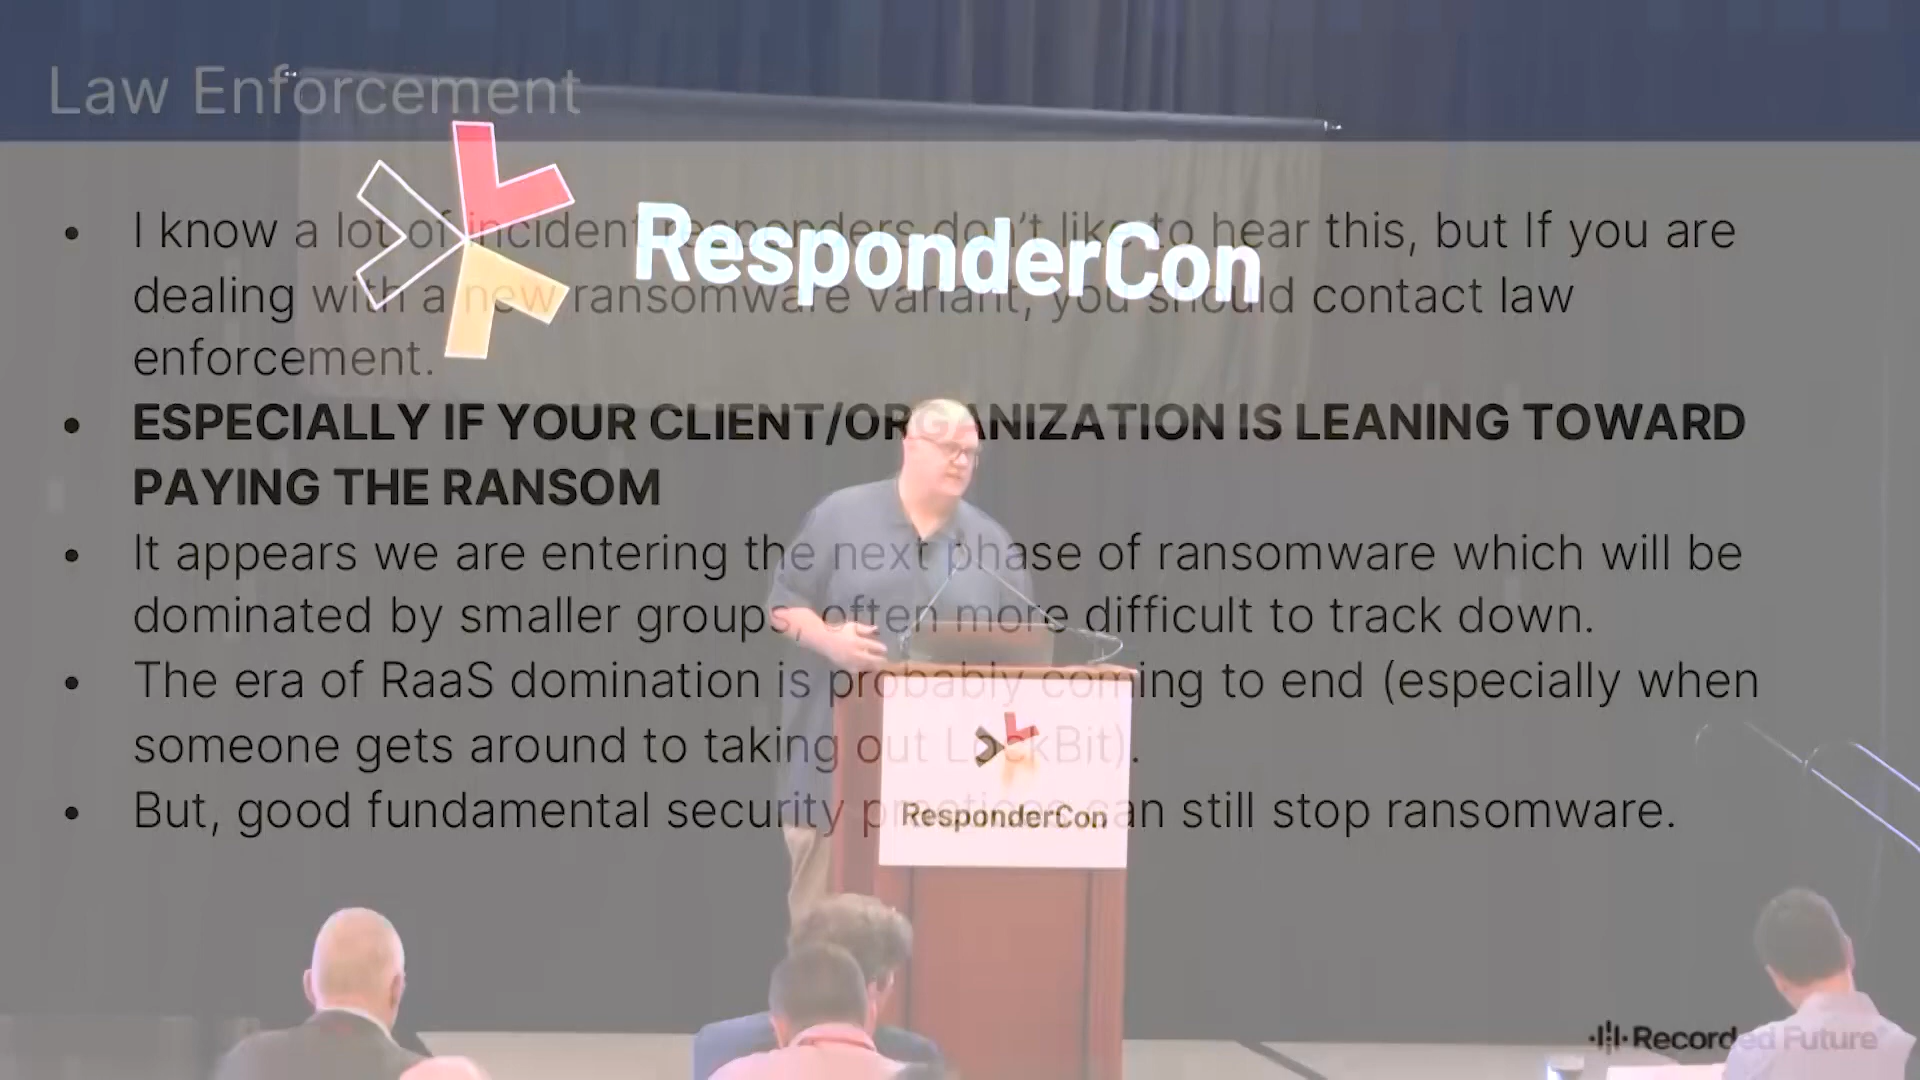 Law Enforcement
ResponderCon
• I know a lot of incident responders don't like to hear this, but If you are
dealing with a new ransomware variant, you should contact law
enforcement.
• ESPECIALLY IF YOUR CLIENT/ORGANIZATION IS LEANING TOWARD
PAYING THE RANSOM
• It appears we are entering the next phase of ransomware which will be
dominated by smaller groups, often more difficult to track down.
• The era of RaaS domination is probably coming to end (especially when
someone gets around to taking out LockBit).
• But, good fundamental security practices can still stop ransomware.
ResponderCon
Recorded Future